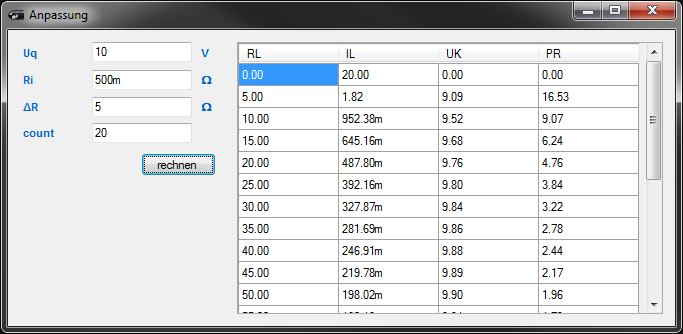 Anpassung
Uq 10 V
Ri 500m Ω
ΔR 5 Ω
count 20
rechnen
RL IL UK PR
0.00 20.00 0.00 0.00
5.00 1.82 9.09 16.53
10.00 952.38m 9.52 9.07
15.00 645.16m 9.68 6.24
20.00 487.80m 9.76 4.76
25.00 392.16m 9.80 3.84
30.00 327.87m 9.84 3.22
35.00 281.69m 9.86 2.78
40.00 246.91m 9.88 2.44
45.00 219.78m 9.89 2.17
50.00 198.02m 9.90 1.96